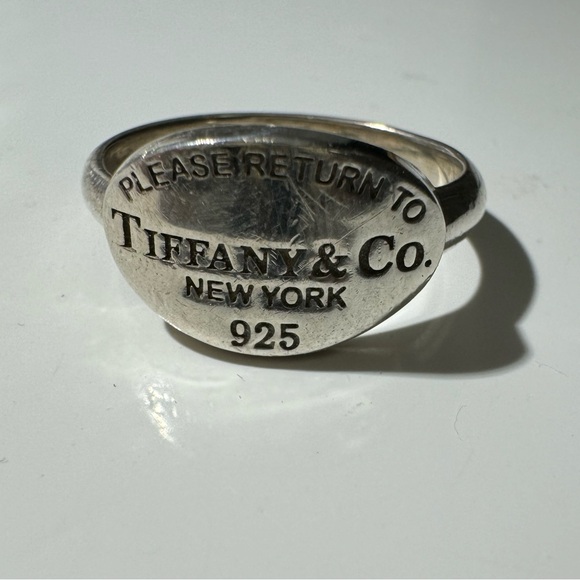 PLEASE RETURN TO
TIFFANY & CO.
NEW YORK
925